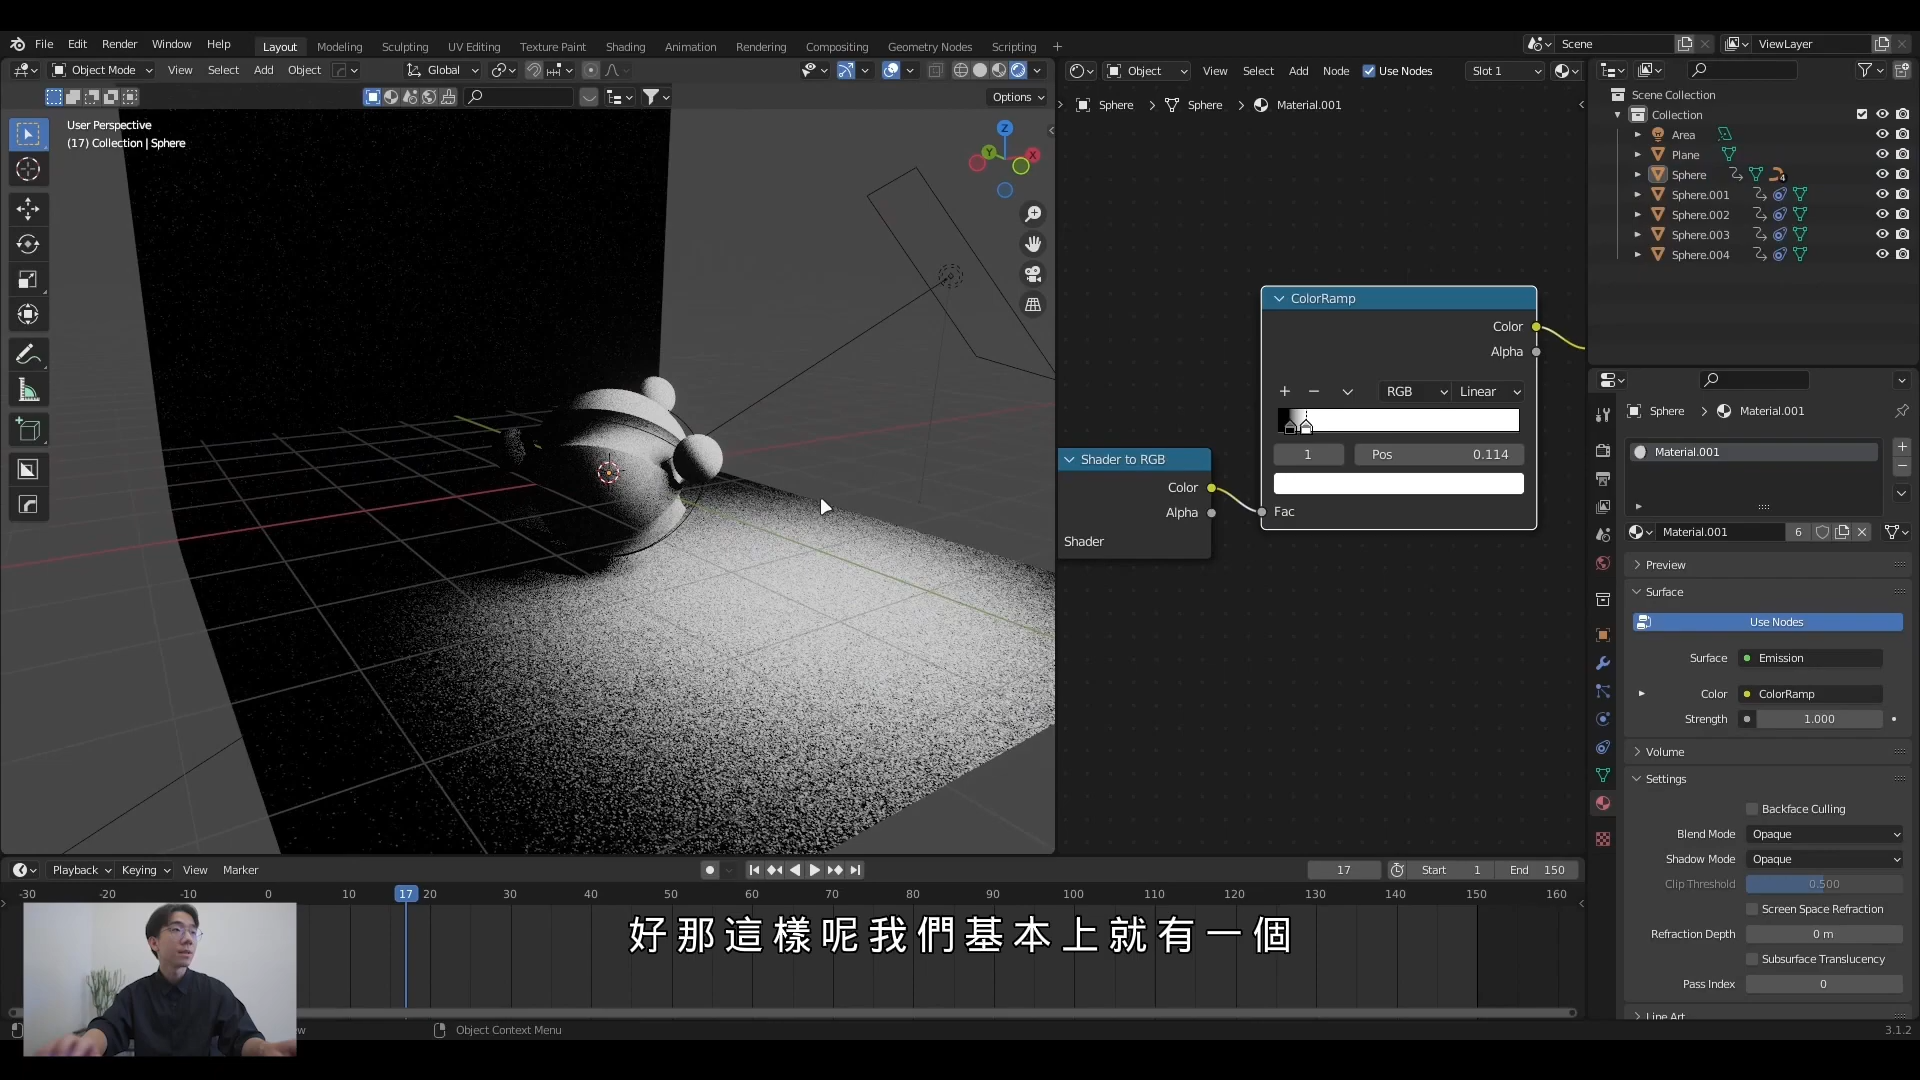 File Edit Render Window Help
Layout Modeling Sculpting UV Editing Texture Paint Shading Animation Rendering Compositing Geometry Nodes Scripting +
Scene
ViewLayer
Object Mode View Select Add Object
Global
Object View Select Add Node Use Nodes Slot 1
Options
Sphere > Sphere > Material.001
User Perspective
(17) Collection | Sphere
Z
Y
X
Scene Collection
Collection
Area
Plane
Sphere
4
Sphere.001
Sphere.002
Sphere.003
Sphere.004
ColorRamp
Color
Alpha
RGB Linear
1 Pos 0.114
Fac
Shader to RGB
Color
Alpha
Shader
Sphere > Material.001
Material.001
Material.001 6
Preview
Surface
Use Nodes
Surface Emission
Color ColorRamp
Strength 1.000
Volume
Settings
Backface Culling
Blend Mode Opaque
Shadow Mode Opaque
Clip Threshold 0.500
Screen Space Refraction
Refraction Depth 0 m
Subsurface Translucency
Pass Index 0
Line Art
Playback Keying View Marker
17 Start 1 End 150
-30 -20 -10 0 10 17 20 30 40 50 60 70 80 90 100 110 120 130 140 150 160
好那這樣呢我們基本上就有一個
Object Context Menu
3.1.2